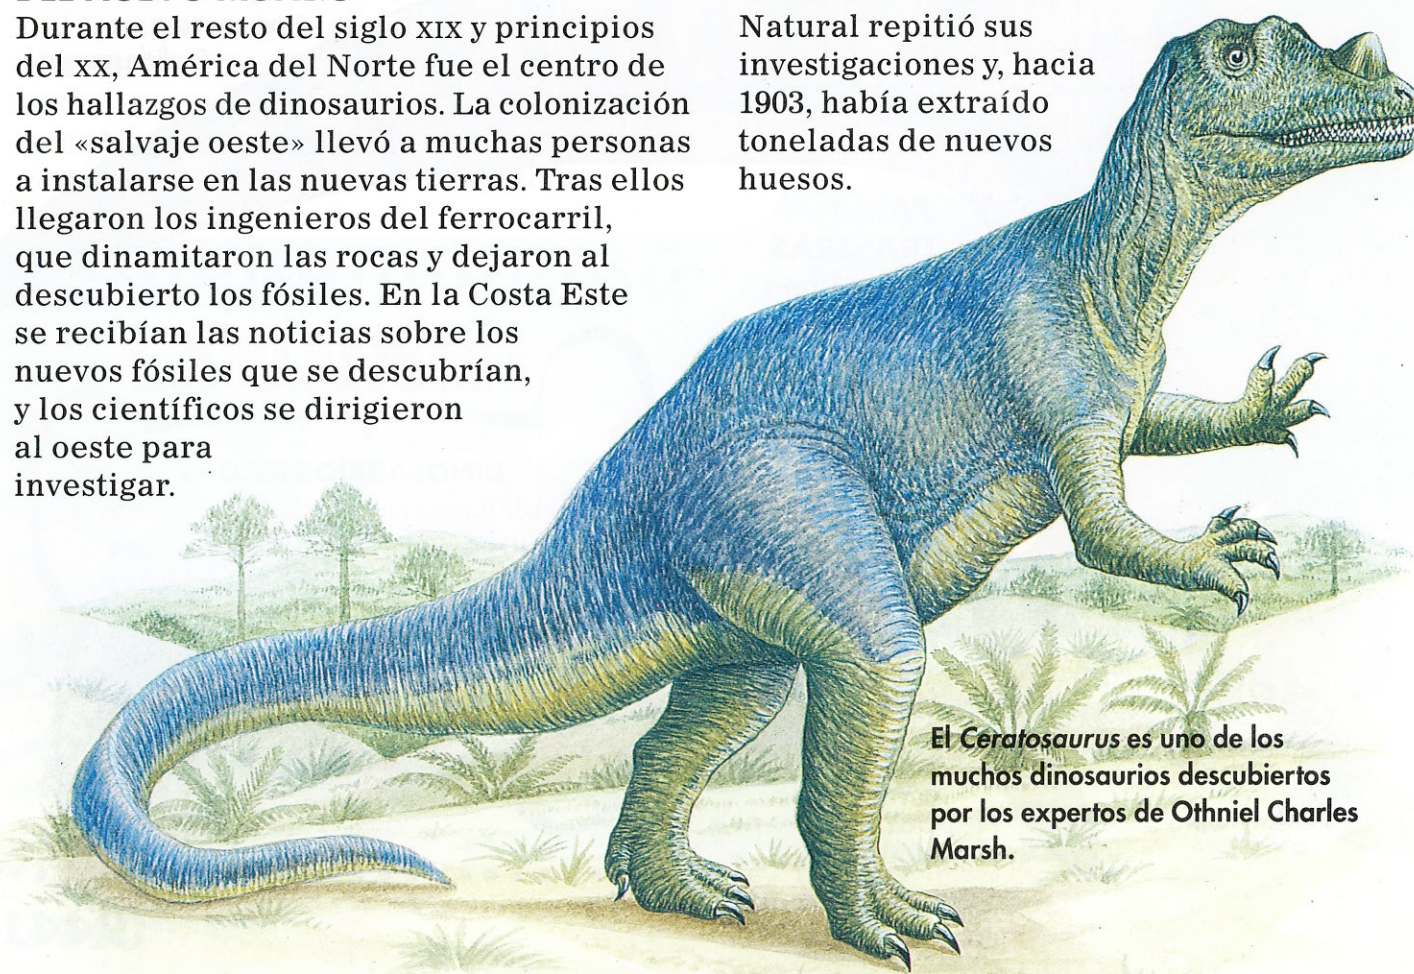 Durante el resto del siglo XIX y principios
del XX, América del Norte fue el centro de
los hallazgos de dinosaurios. La colonización
del «salvaje oeste» llevó a muchas personas
a instalarse en las nuevas tierras. Tras ellos
llegaron los ingenieros del ferrocarril,
que dinamitaron las rocas y dejaron al
descubierto los fósiles. En la Costa Este
se recibían las noticias sobre los
nuevos fósiles que se descubrían,
y los científicos se dirigieron
al oeste para
investigar.
Natural repitió sus
investigaciones y, hacia
1903, había extraído
toneladas de nuevos
huesos.
El Ceratosaurus es uno de los
muchos dinosaurios descubiertos
por los expertos de Othniel Charles
Marsh.